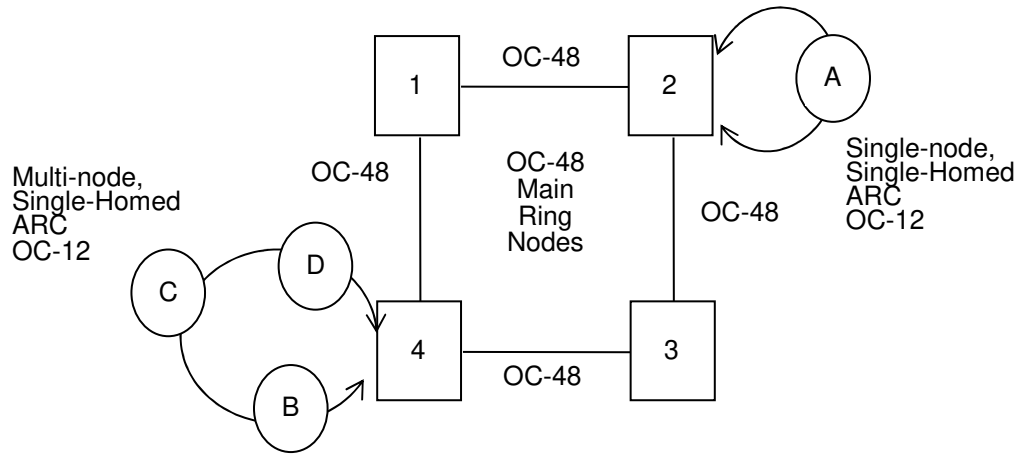 OC-48
1
2
A
OC-48
OC-48
Main
Ring
Nodes
OC-48
Single-node,
Single-Homed
ARC
OC-12
Multi-node,
Single-Homed
ARC
OC-12
C
D
B
4
3
OC-48